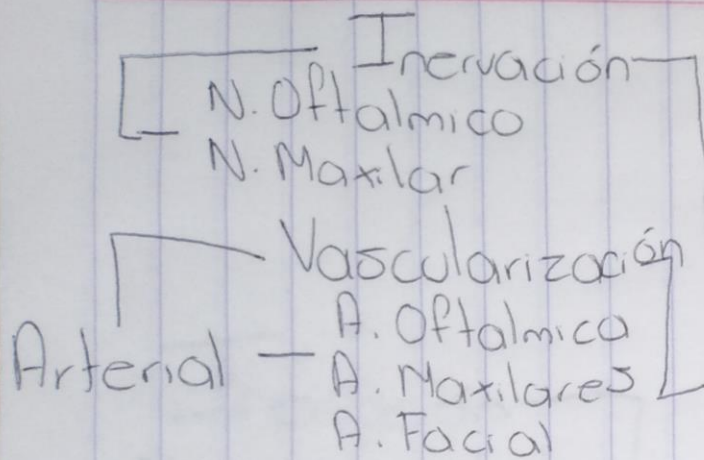 Inervación
N. Oftalmico
N. Maxilar
Vascularización
A. Oftalmica
Arterial — A. Maxilares
A. Facial